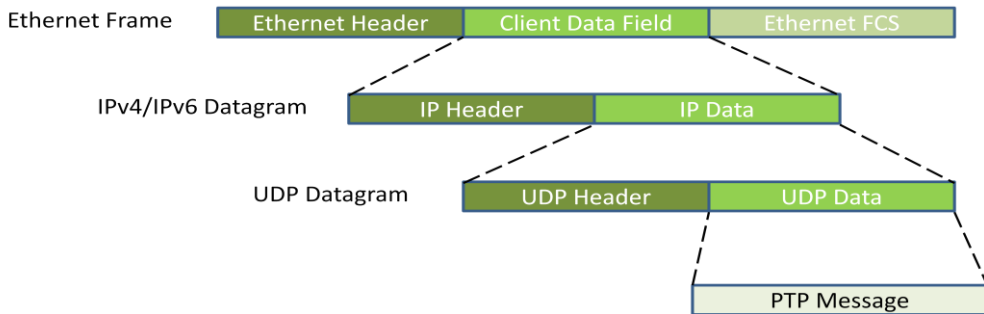 Ethernet Frame Ethernet Header Client Data Field Ethernet FCS
IPv4/IPv6 Datagram IP Header IP Data
UDP Datagram UDP Header UDP Data
PTP Message